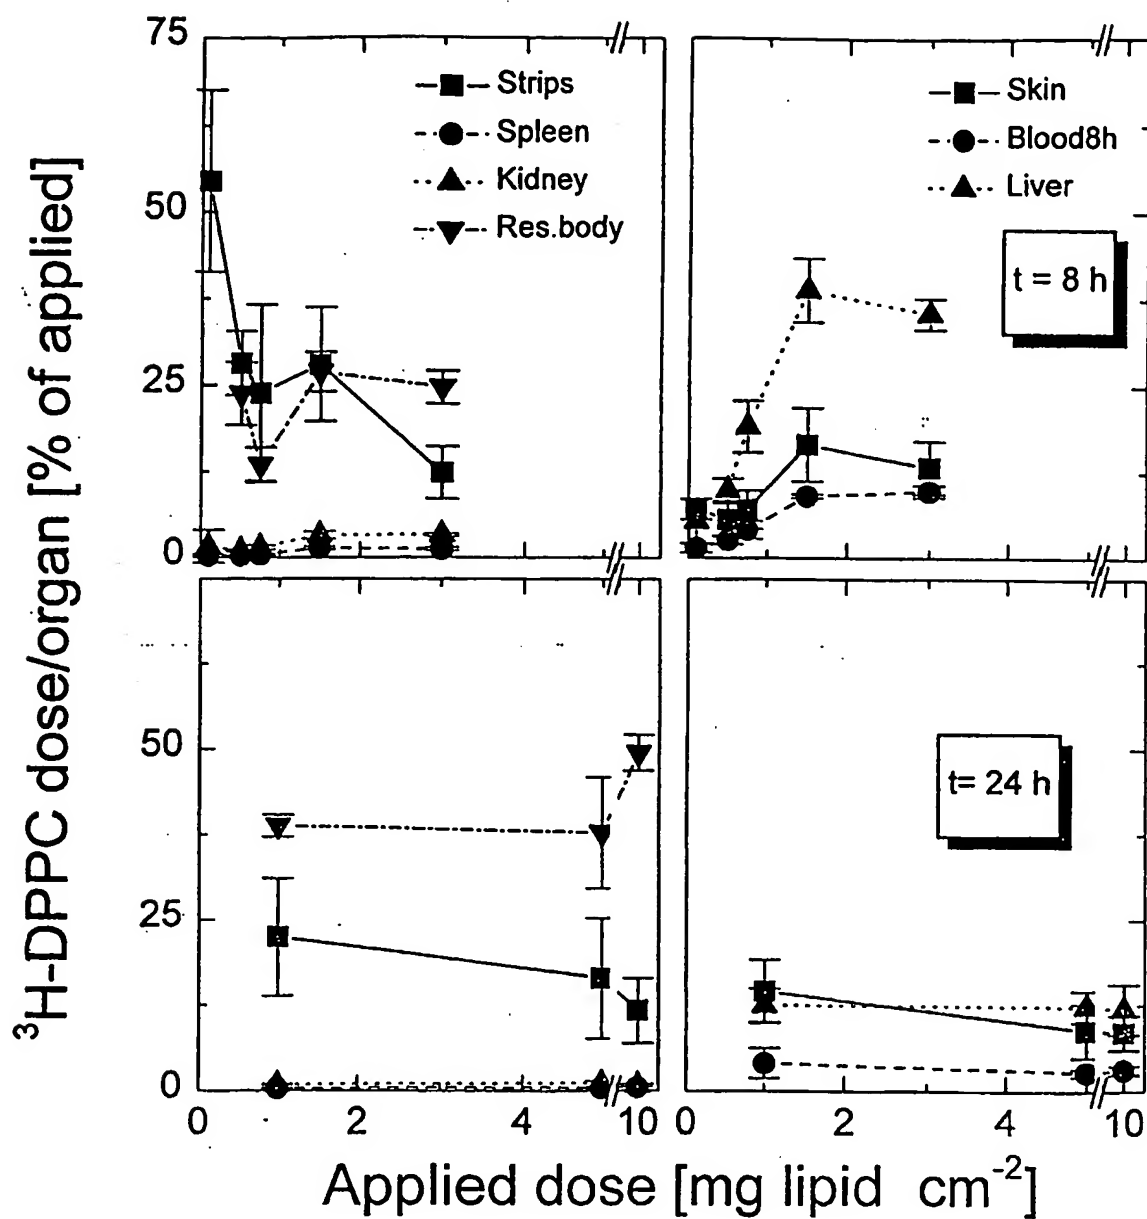 75
50
25
0
Strips
Spleen
Kidney
Res.body
Skin
Blood8h
Liver
t = 8 h
50
25
0
t= 24 h
0 2 4 10
0 2 4 10
³H-DPPC dose/organ [% of applied]
Applied dose [mg lipid cm⁻²]